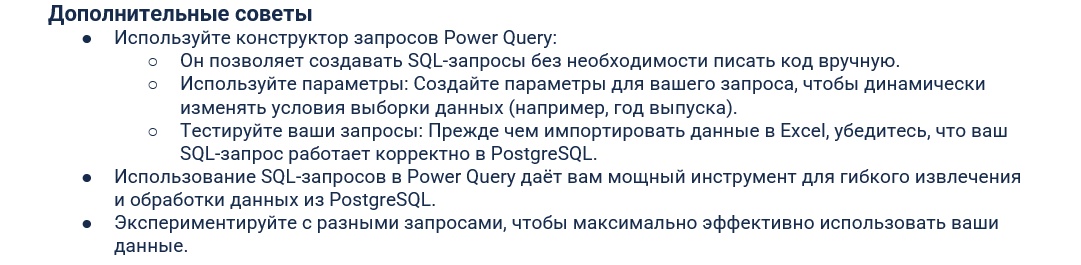 Дополнительные советы
● Используйте конструктор запросов Power Query:
○ Он позволяет создавать SQL-запросы без необходимости писать код вручную.
○ Используйте параметры: Создайте параметры для вашего запроса, чтобы динамически
изменять условия выборки данных (например, год выпуска).
○ Тестируйте ваши запросы: Прежде чем импортировать данные в Excel, убедитесь, что ваш
SQL-запрос работает корректно в PostgreSQL.
● Использование SQL-запросов в Power Query даёт вам мощный инструмент для гибкого извлечения
и обработки данных из PostgreSQL.
● Экспериментируйте с разными запросами, чтобы максимально эффективно использовать ваши
данные.